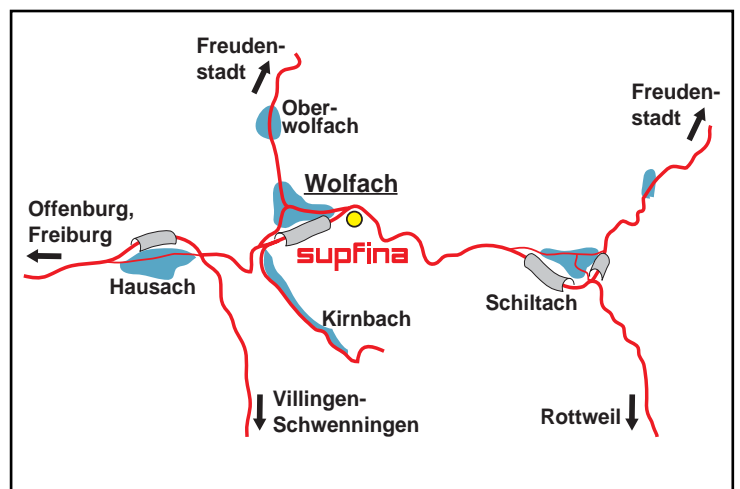 Freuden-
stadt
Ober-
wolfach
Freuden-
stadt
Wolfach
Offenburg,
Freiburg
supfina
Hausach
Schiltach
Kirnbach
Villingen-
Schwenningen
Rottweil